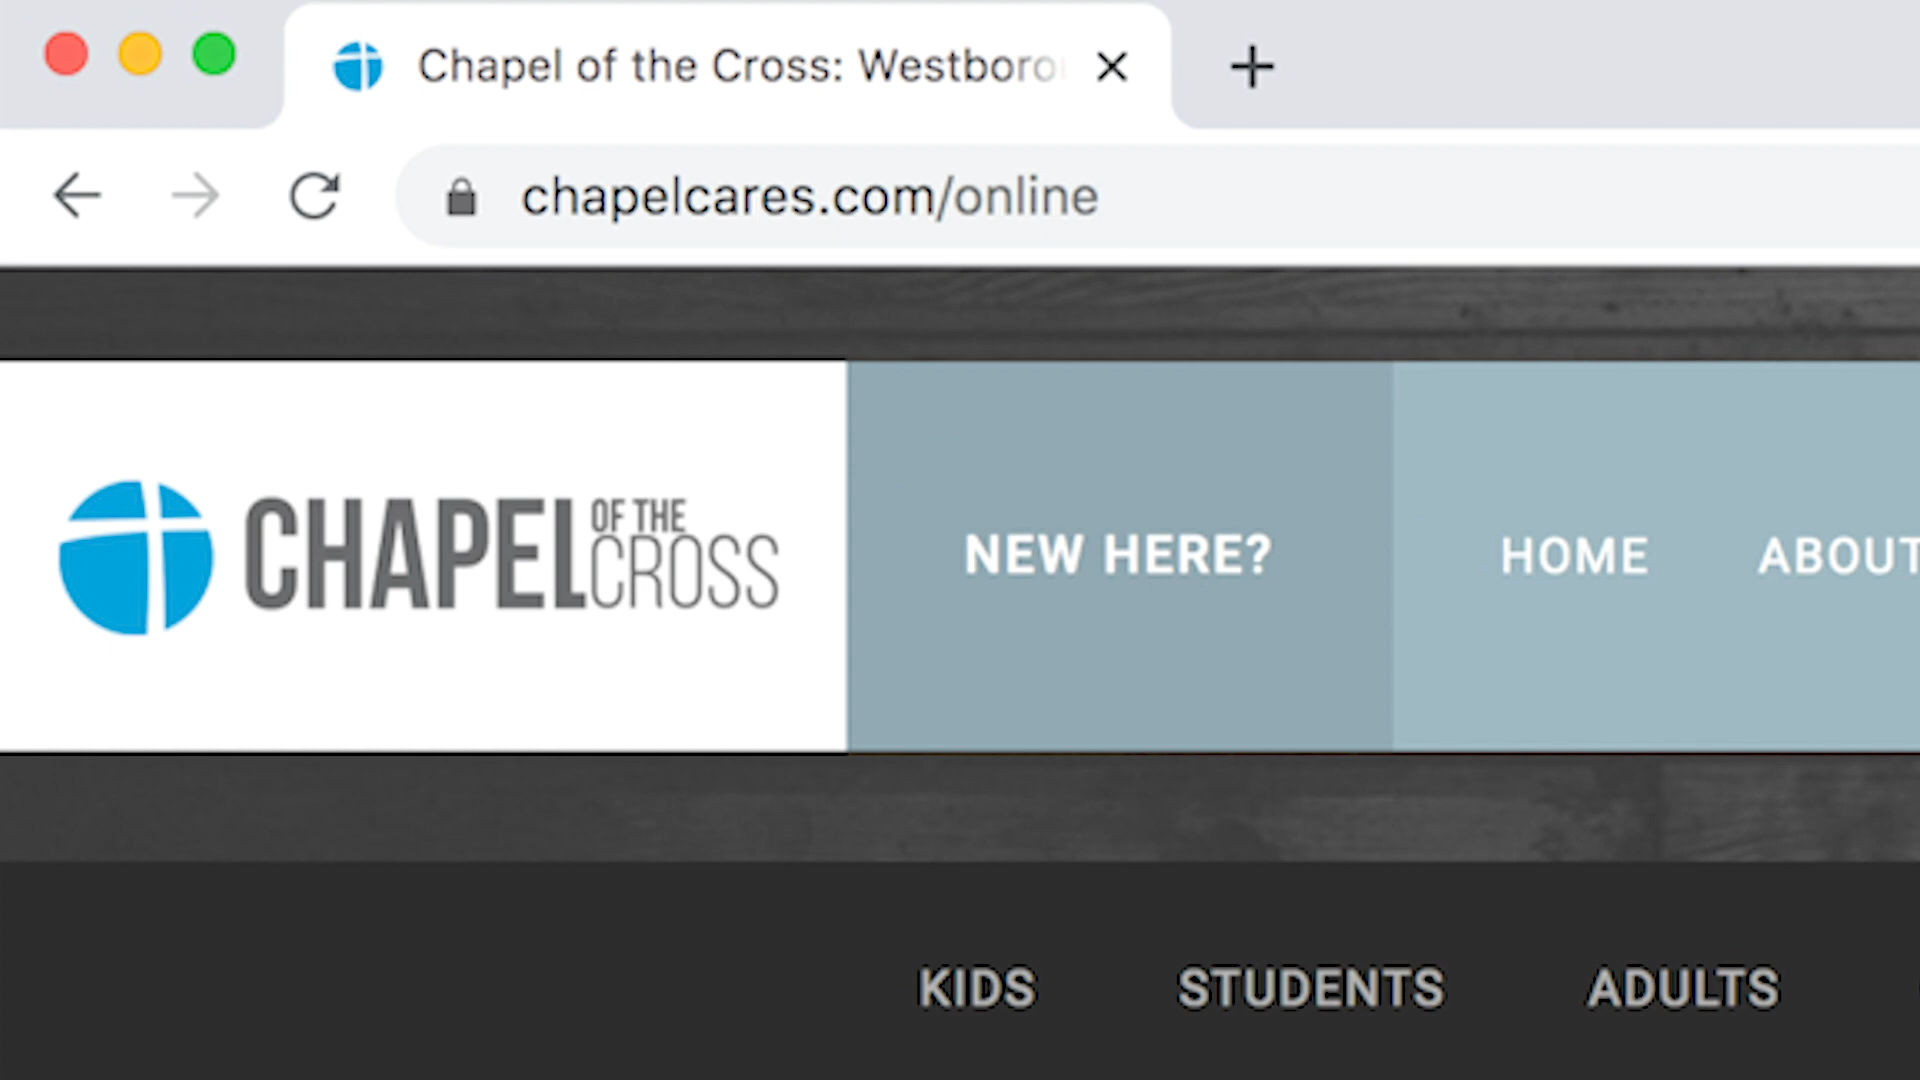 Chapel of the Cross: Westboro
chapelcares.com/online
CHAPEL OF THE CROSS
NEW HERE?
HOME
ABOUT
KIDS
STUDENTS
ADULTS